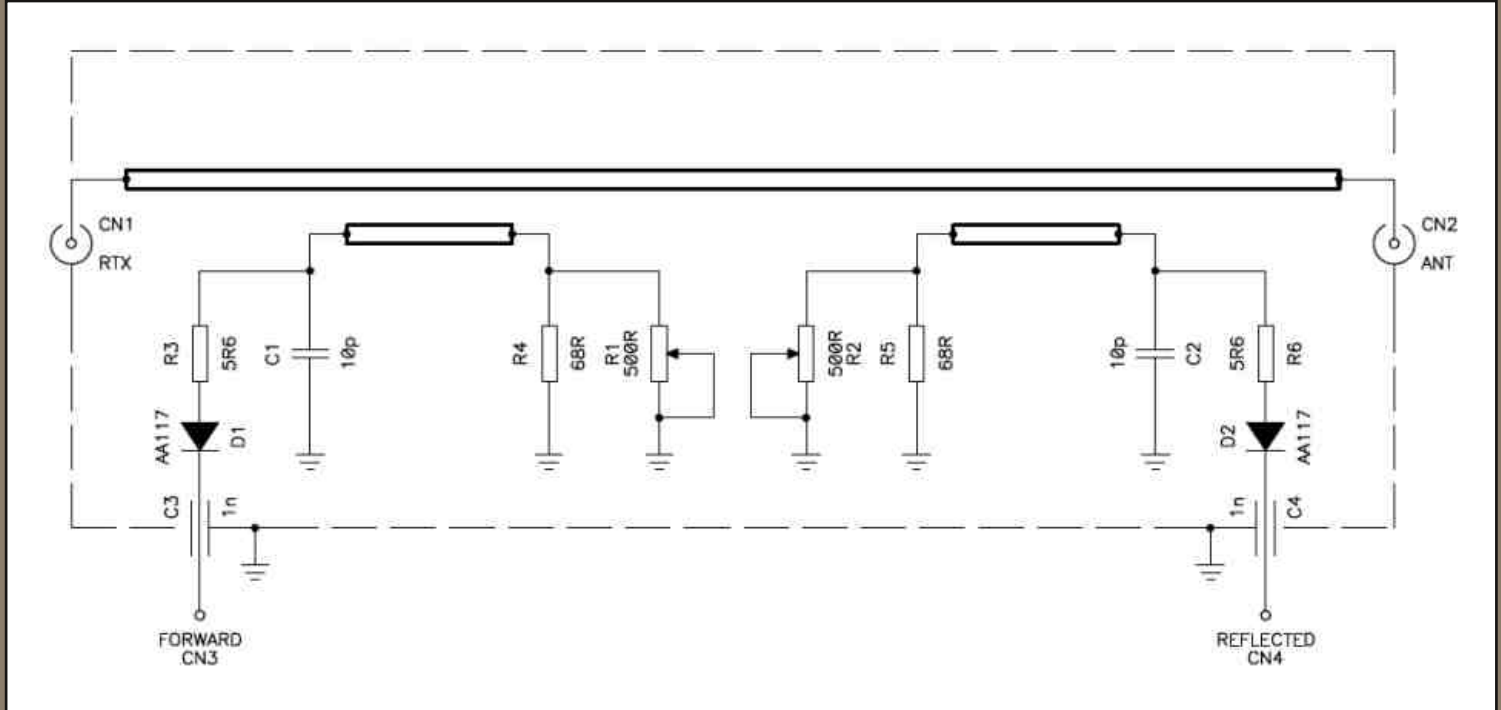 CN1
RTX
CN2
ANT
R3
5R6
C1
10p
R4
68R
R1
500R
500R
R2
R5
68R
10p
C2
5R6
R6
AA117
D1
D2
AA117
C3
1n
1n
C4
FORWARD
CN3
REFLECTED
CN4